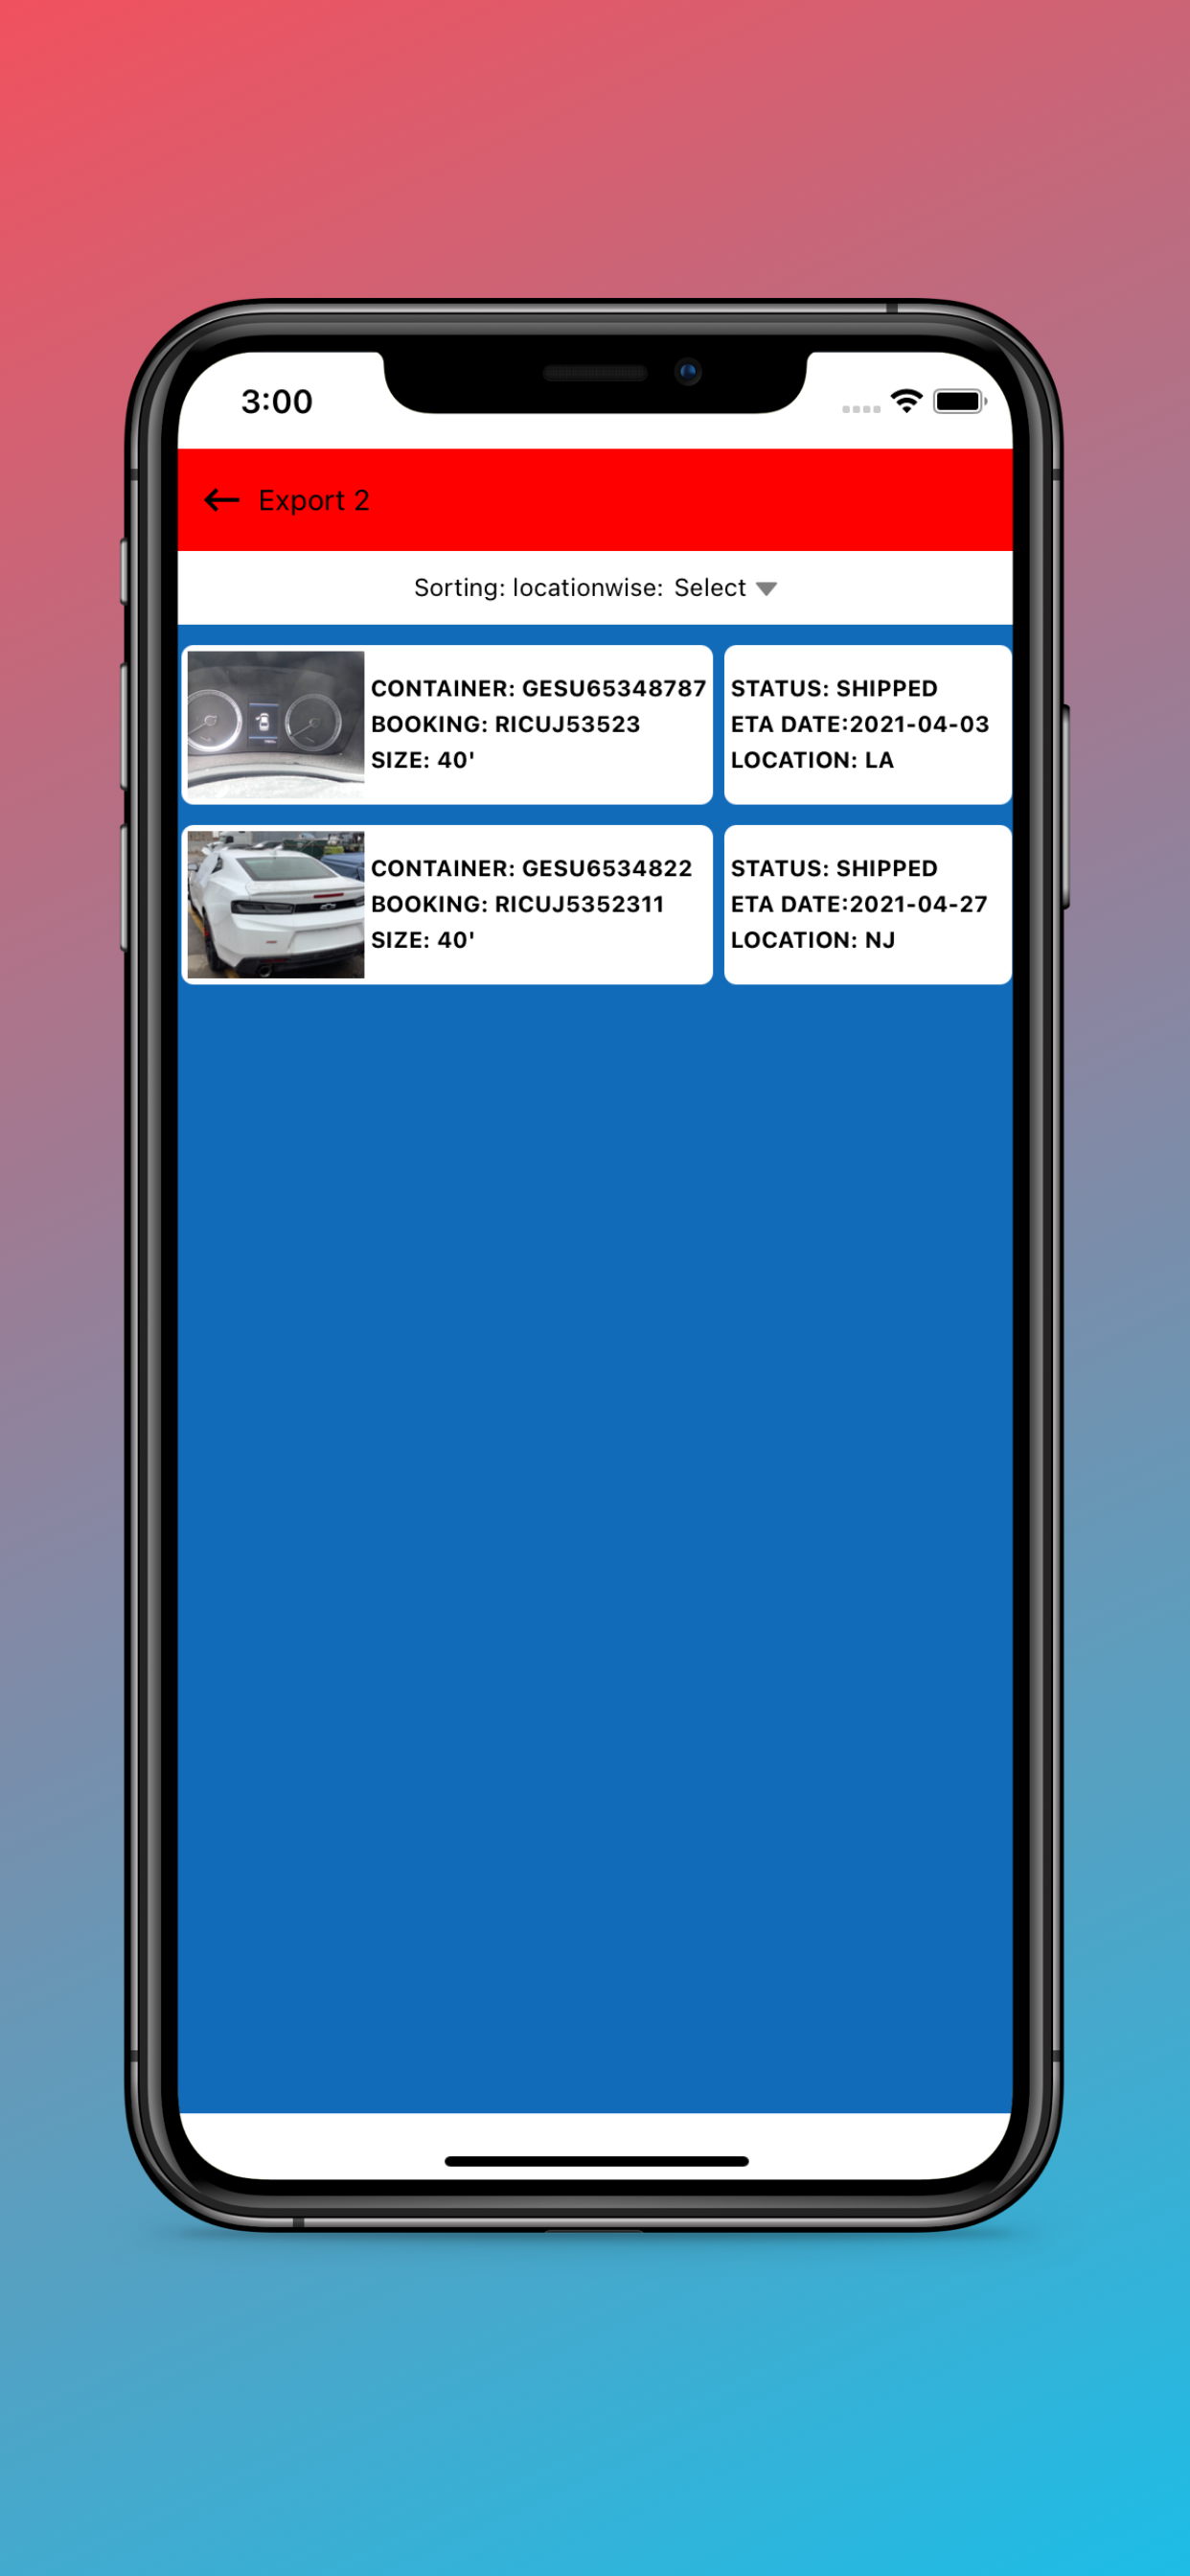 3:00
Export 2
Sorting: locationwise: Select
CONTAINER: GESU65348787
BOOKING: RICUJ53523
SIZE: 40'
STATUS: SHIPPED
ETA DATE:2021-04-03
LOCATION: LA
CONTAINER: GESU6534822
BOOKING: RICUJ5352311
SIZE: 40'
STATUS: SHIPPED
ETA DATE:2021-04-27
LOCATION: NJ